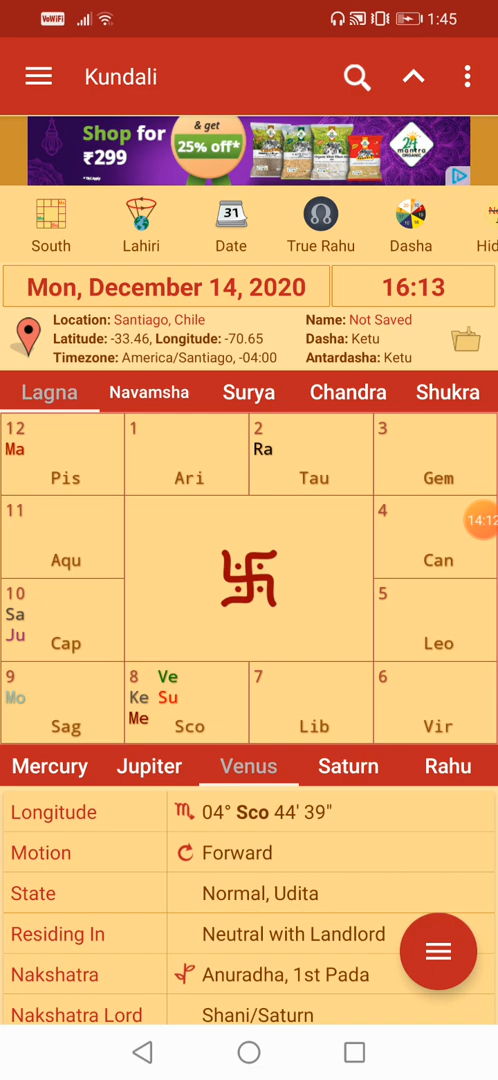 VoWiFi 1:45
Kundali
Shop for ₹299
& get
25% off*
24 mantra ORGANIC
31
South Lahiri Date True Rahu Dasha Hid
Mon, December 14, 2020 16:13
Location: Santiago, Chile Name: Not Saved
Latitude: -33.46, Longitude: -70.65 Dasha: Ketu
Timezone: America/Santiago, -04:00 Antardasha: Ketu
Lagna Navamsha Surya Chandra Shukra
12 1 2 3
Ma Ra
Pis Ari Tau Gem
11 4
14:12
Aqu Can
10 5
Sa
Ju
Cap Leo
9 8 Ve 7 6
Mo Ke Su
Me
Sag Sco Lib Vir
Mercury Jupiter Venus Saturn Rahu
Longitude ♏ 04° Sco 44' 39"
Motion Forward
State Normal, Udita
Residing In Neutral with Landlord
Nakshatra Anuradha, 1st Pada
Nakshatra Lord Shani/Saturn